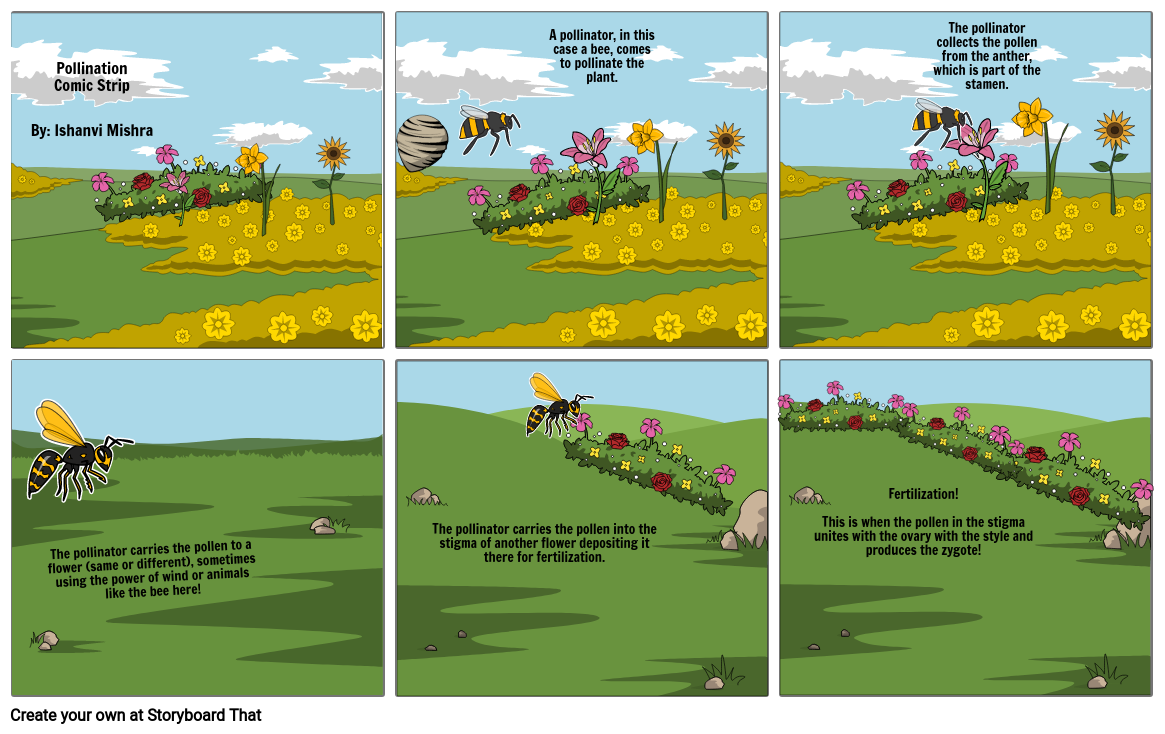 Pollination
Comic Strip
By: Ishanvi Mishra
A pollinator, in this
case a bee, comes
to pollinate the
plant.
The pollinator
collects the pollen
from the anther,
which is part of the
stamen.
The pollinator carries the pollen to a
flower (same or different), sometimes
using the power of wind or animals
like the bee here!
The pollinator carries the pollen into the
stigma of another flower depositing it
there for fertilization.
Fertilization!
This is when the pollen in the stigma
unites with the ovary with the style and
produces the zygote!
Create your own at Storyboard That